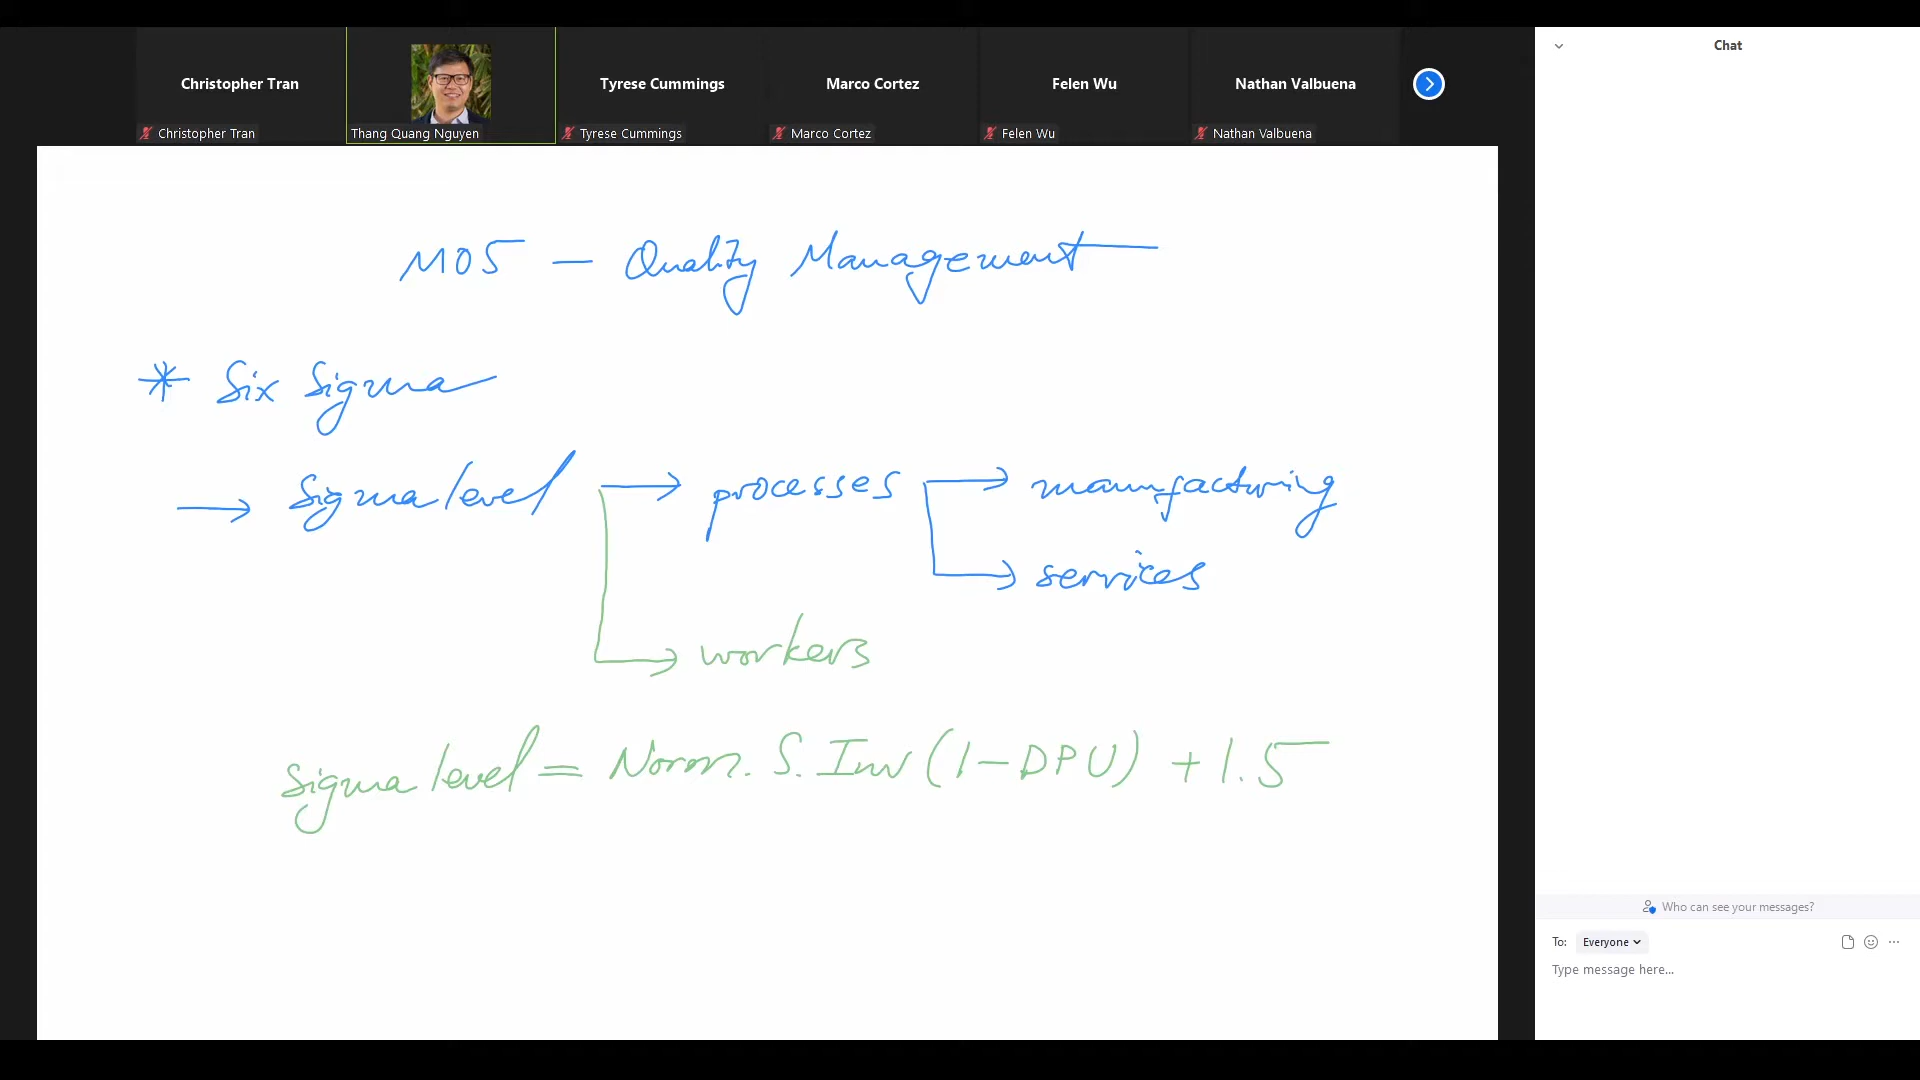 Christopher Tran
Tyrese Cummings
Marco Cortez
Felen Wu
Nathan Valbuena
Christopher Tran
Thang Quang Nguyen
Tyrese Cummings
Marco Cortez
Felen Wu
Nathan Valbuena
M05 — Quality Management
* Six Sigma
→ Sigma level → processes → manufacturing
→ services
→ workers
sigma level = Norm. S. Inv (1 - DPU) + 1.5
Chat
Who can see your messages?
To: Everyone
Type message here...